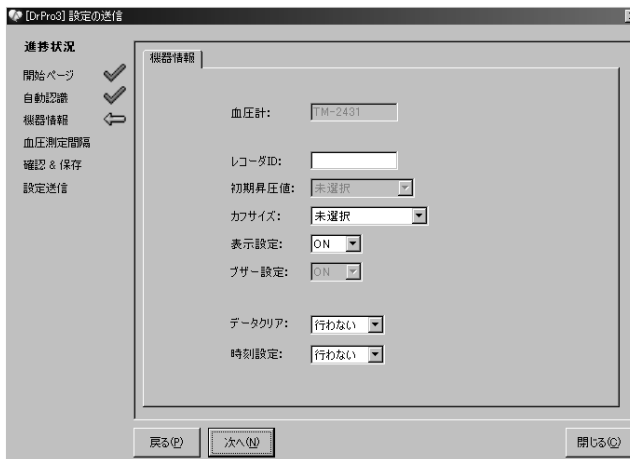 [DrPro3] 設定の送信
進捗状況
開始ページ
自動認識
機器情報
血圧測定間隔
確認 & 保存
設定送信
機器情報
血圧計: TM-2431
レコーダID:
初期昇圧値: 未選択
カフサイズ: 未選択
表示設定: ON
ブザー設定: ON
データクリア: 行わない
時刻設定: 行わない
戻る(P) 次へ(N) 閉じる(C)